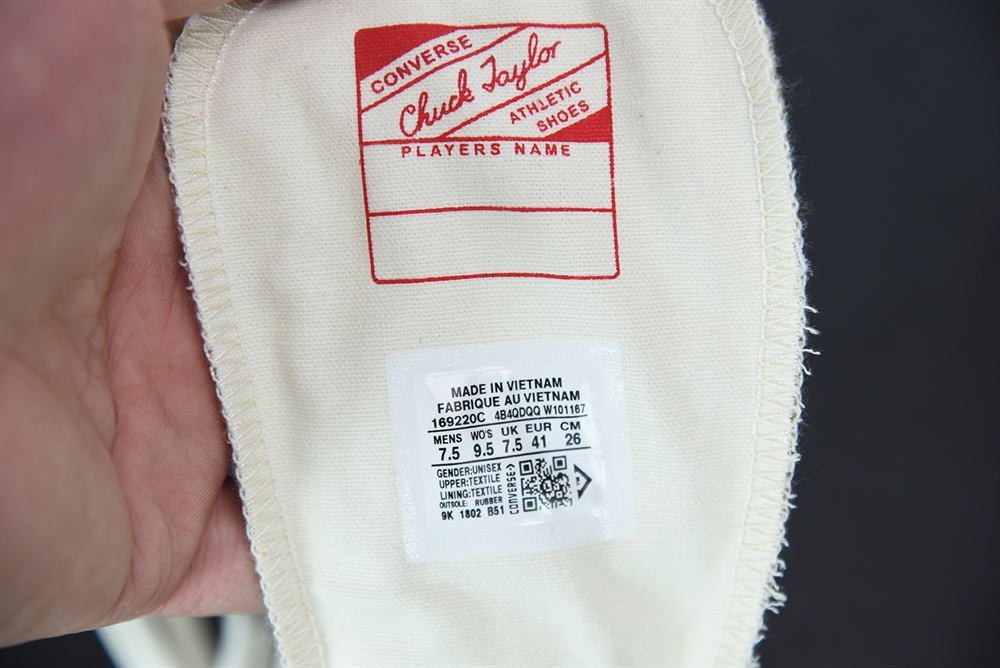 CONVERSE
Chuck Taylor
ATHLETIC
SHOES
PLAYERS NAME
MADE IN VIETNAM
FABRIQUE AU VIETNAM
169220C 4B4QDQQ W101167
MENS WO'S UK EUR CM
7.5 9.5 7.5 41 26
GENDER:UNISEX
UPPER:TEXTILE
LINING:TEXTILE
OUTSOLE: RUBBER
9K 1802 B51
CONVERSE